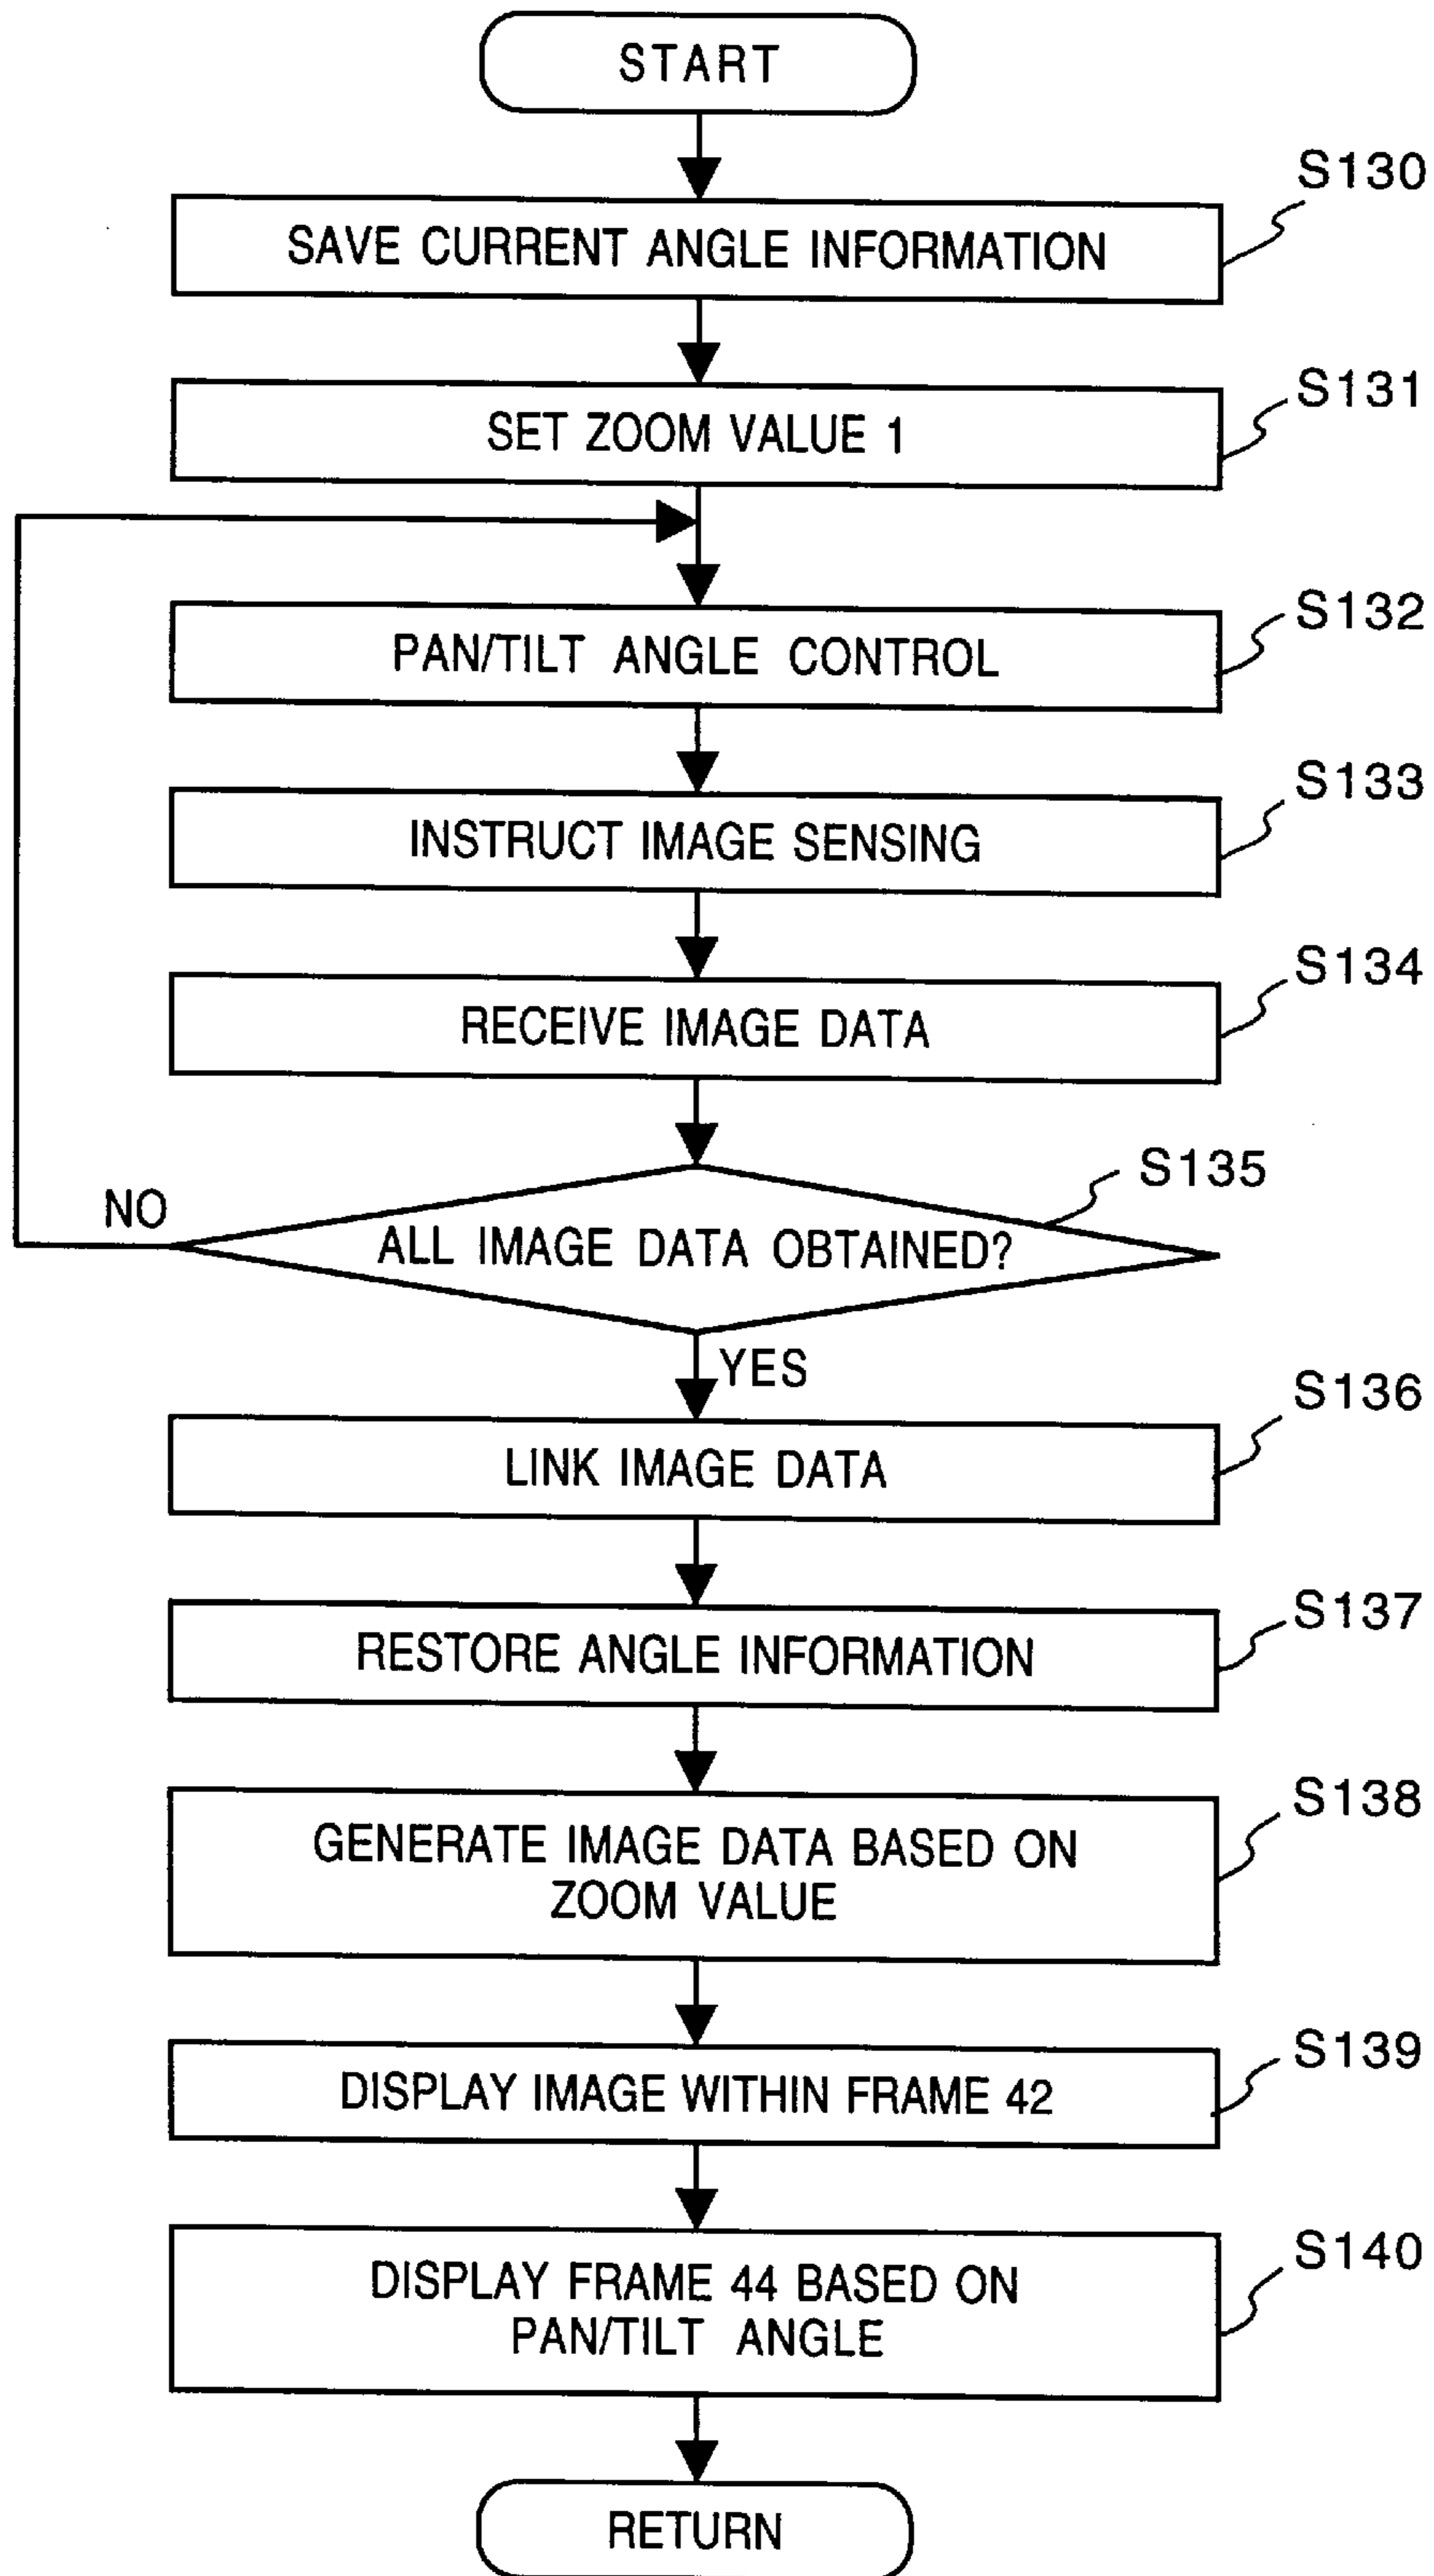 START
S130
SAVE CURRENT ANGLE INFORMATION
S131
SET ZOOM VALUE 1
S132
PAN/TILT ANGLE CONTROL
S133
INSTRUCT IMAGE SENSING
S134
RECEIVE IMAGE DATA
S135
NO
ALL IMAGE DATA OBTAINED?
YES
S136
LINK IMAGE DATA
S137
RESTORE ANGLE INFORMATION
S138
GENERATE IMAGE DATA BASED ON
ZOOM VALUE
S139
DISPLAY IMAGE WITHIN FRAME 42
S140
DISPLAY FRAME 44 BASED ON
PAN/TILT ANGLE
RETURN